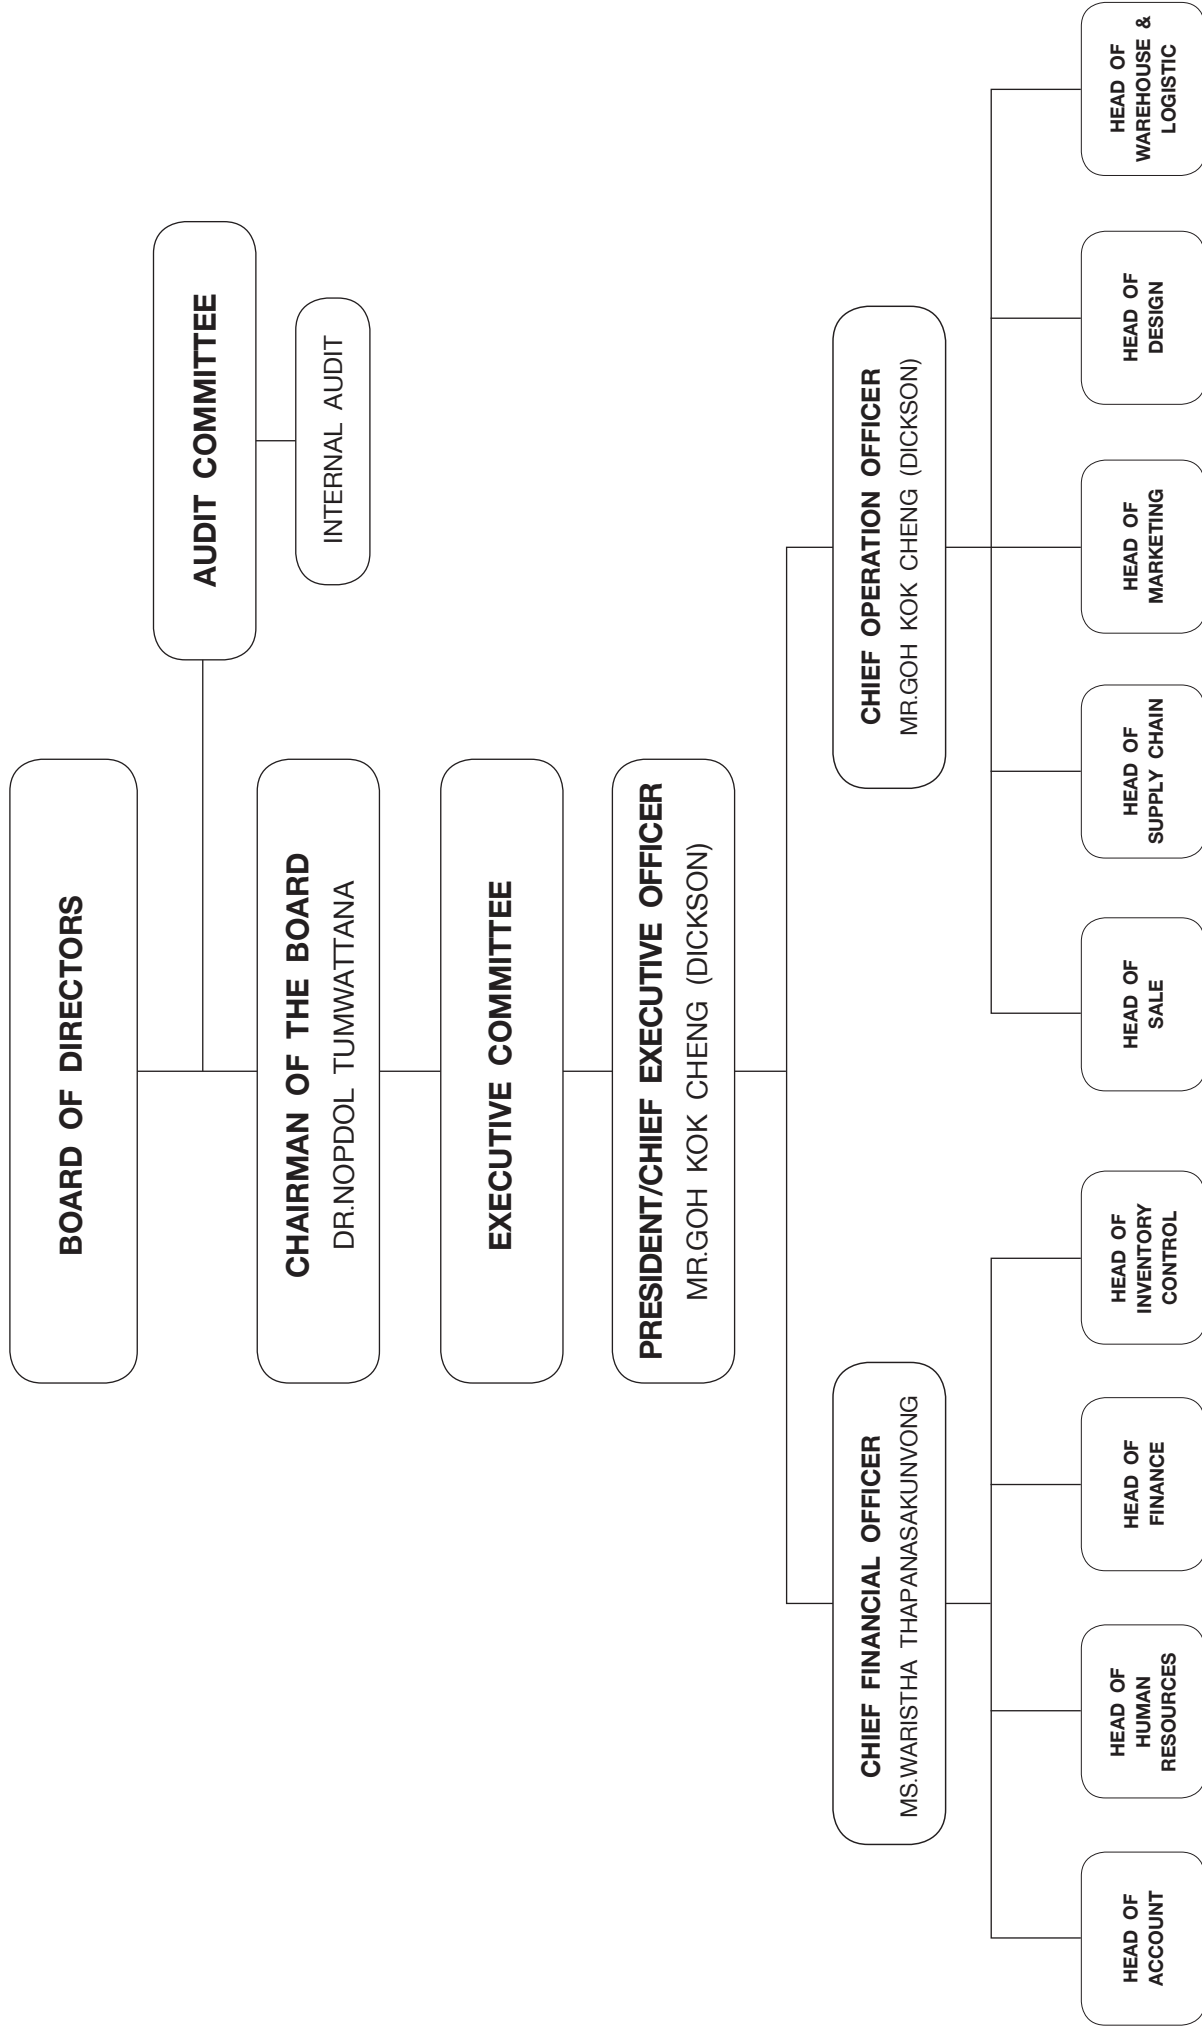 BOARD OF DIRECTORS
AUDIT COMMITTEE
INTERNAL AUDIT
CHAIRMAN OF THE BOARD
DR.NOPDOL TUMWATTANA
EXECUTIVE COMMITTEE
PRESIDENT/CHIEF EXECUTIVE OFFICER
MR.GOH KOK CHENG (DICKSON)
CHIEF FINANCIAL OFFICER
MS.WARISTHA THAPANASAKUNVONG
CHIEF OPERATION OFFICER
MR.GOH KOK CHENG (DICKSON)
HEAD OF
ACCOUNT
HEAD OF
HUMAN
RESOURCES
HEAD OF
FINANCE
HEAD OF
INVENTORY
CONTROL
HEAD OF
SALE
HEAD OF
SUPPLY CHAIN
HEAD OF
MARKETING
HEAD OF
DESIGN
HEAD OF
WAREHOUSE &
LOGISTIC